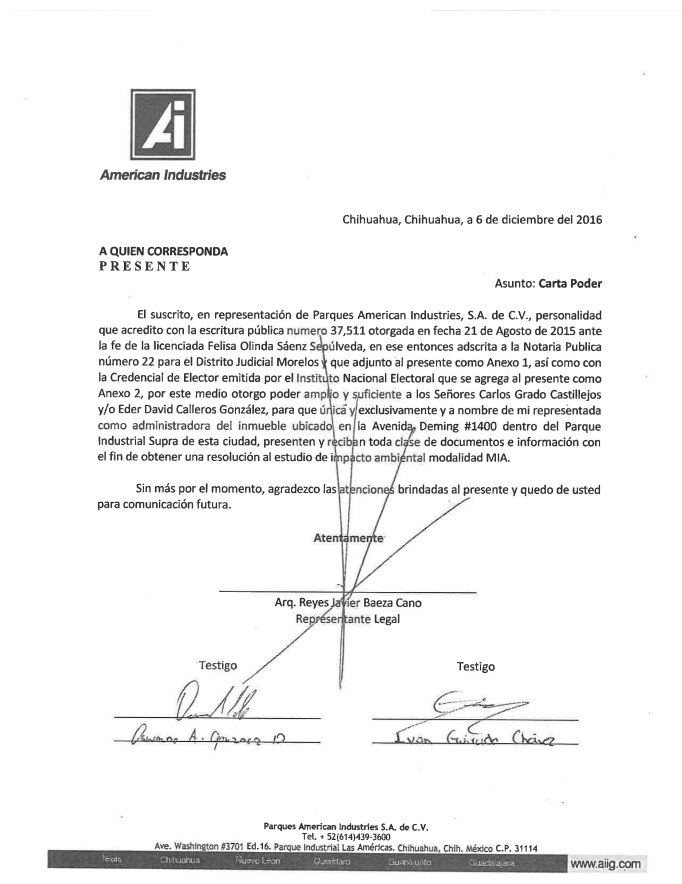 Ai
American Industries
Chihuahua, Chihuahua, a 6 de diciembre del 2016
A QUIEN CORRESPONDA
P R E S E N T E
Asunto: Carta Poder
El suscrito, en representación de Parques American Industries, S.A. de C.V., personalidad
que acredito con la escritura pública numero 37,511 otorgada en fecha 21 de Agosto de 2015 ante
la fe de la licenciada Felisa Olinda Sáenz Sepúlveda, en ese entonces adscrita a la Notaria Publica
número 22 para el Distrito Judicial Morelos y que adjunto al presente como Anexo 1, así como con
la Credencial de Elector emitida por el Instituto Nacional Electoral que se agrega al presente como
Anexo 2, por este medio otorgo poder amplio y suficiente a los Señores Carlos Grado Castillejos
y/o Eder David Calleros González, para que única y exclusivamente y a nombre de mi representada
como administradora del inmueble ubicado en la Avenida Deming #1400 dentro del Parque
Industrial Supra de esta ciudad, presenten y reciban toda clase de documentos e información con
el fin de obtener una resolución al estudio de impacto ambiental modalidad MIA.
Sin más por el momento, agradezco las atenciones brindadas al presente y quedo de usted
para comunicación futura.
Atentamente
Arq. Reyes Javier Baeza Cano
Representante Legal
Testigo Testigo
A.
Ivan Chávez
Parques American Industries S.A. de C.V.
Tel. + 52(614)439-3600
Ave. Washington #3701 Ed.16. Parque Industrial Las Américas. Chihuahua, Chih. México C.P. 31114
Texas Chihuahua Nuevo León Querétaro Guanajuato Guadalajara www.aiig.com